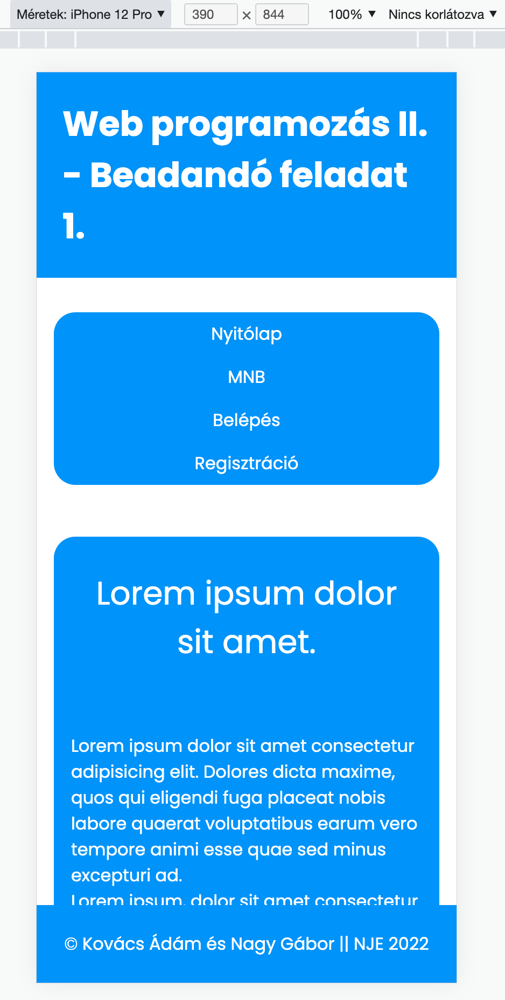 Méretek: iPhone 12 Pro ▼ 390 × 844 100% ▼ Nincs korlátozva ▼
Web programozás II.
- Beadandó feladat
1.
Nyitólap
MNB
Belépés
Regisztráció
Lorem ipsum dolor
sit amet.
Lorem ipsum dolor sit amet consectetur
adipisicing elit. Dolores dicta maxime,
quos qui eligendi fuga placeat nobis
labore quaerat voluptatibus earum vero
tempore animi esse quae sed minus
excepturi ad.
Lorem ipsum, dolor sit amet consectetur
© Kovács Ádám és Nagy Gábor || NJE 2022